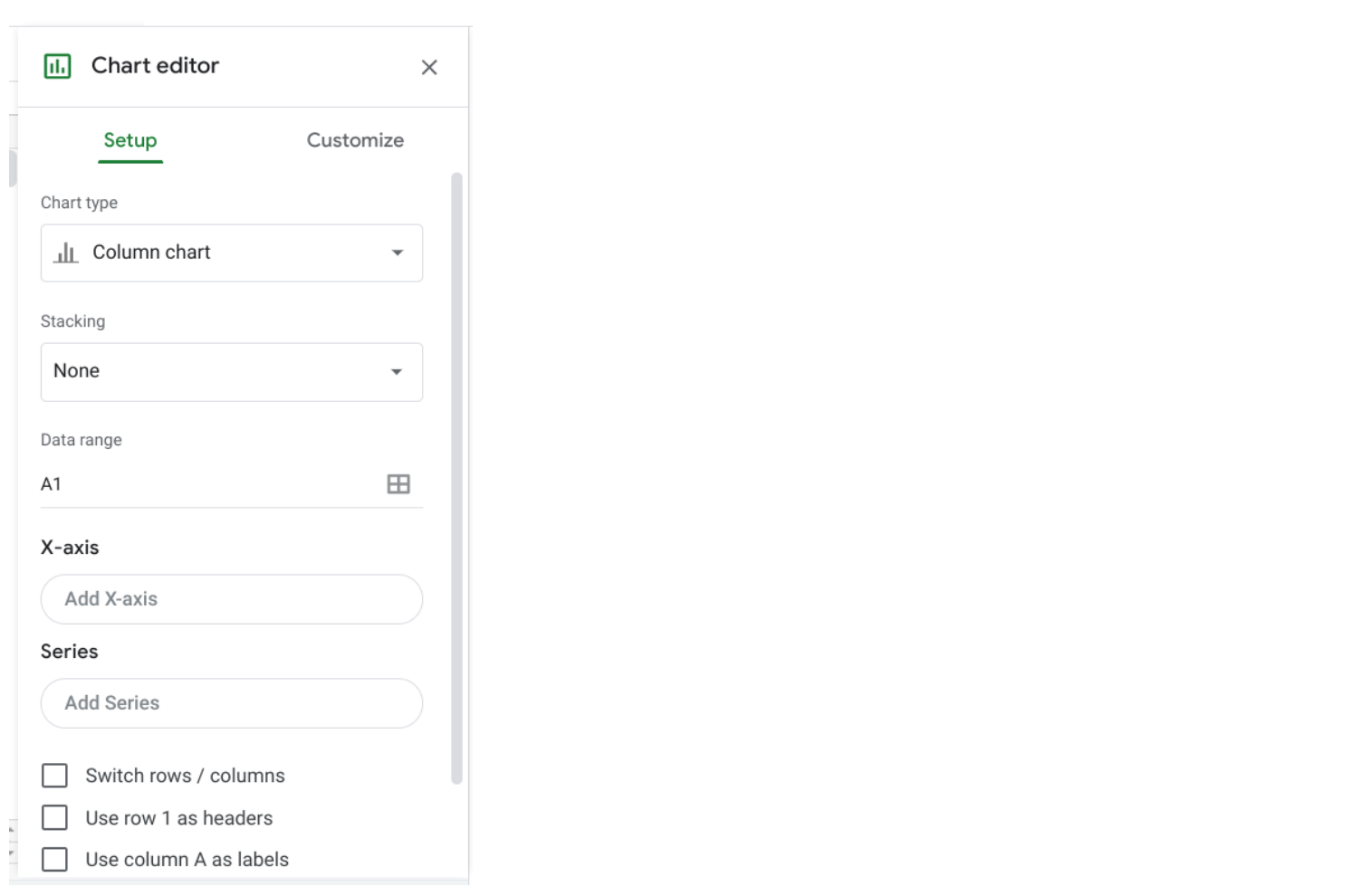 Chart editor
Setup Customize
Chart type
Column chart
Stacking
None
Data range
A1
X-axis
Add X-axis
Series
Add Series
Switch rows / columns
Use row 1 as headers
Use column A as labels